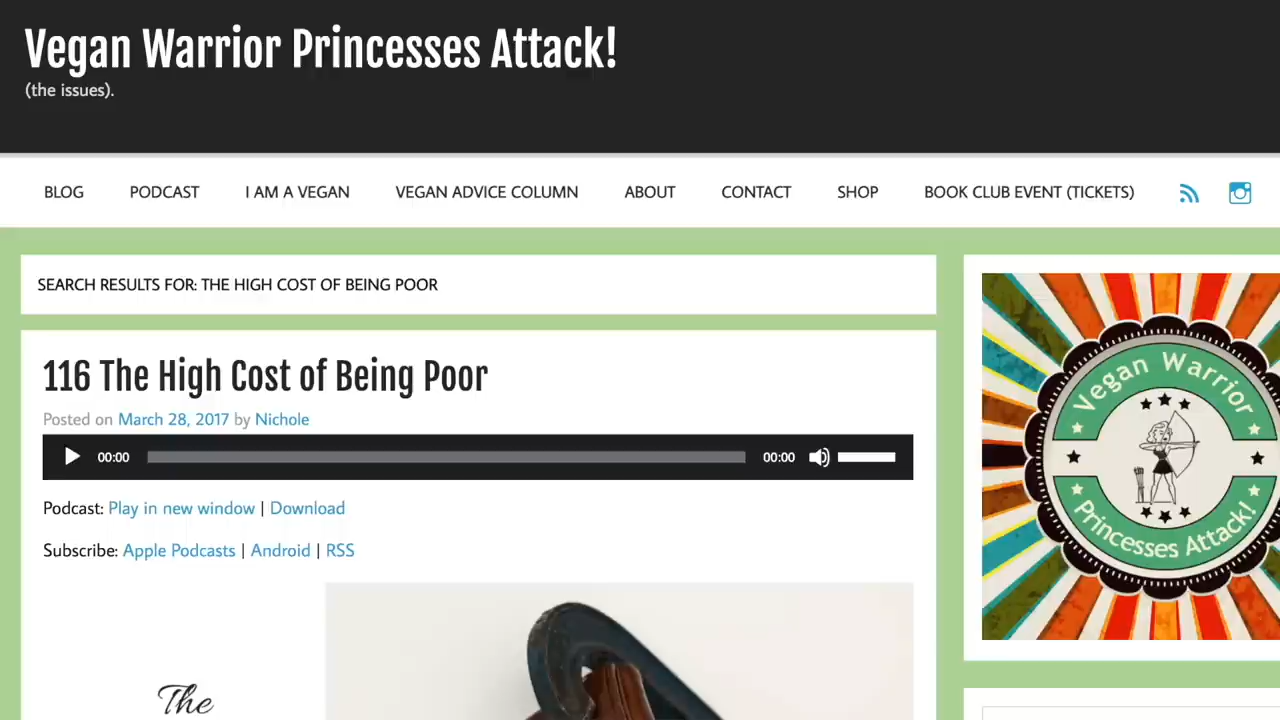 Vegan Warrior Princesses Attack!
(the issues).
BLOG PODCAST I AM A VEGAN VEGAN ADVICE COLUMN ABOUT CONTACT SHOP BOOK CLUB EVENT (TICKETS)
SEARCH RESULTS FOR: THE HIGH COST OF BEING POOR
116 The High Cost of Being Poor
Posted on March 28, 2017 by Nichole
00:00 00:00
Podcast: Play in new window | Download
Subscribe: Apple Podcasts | Android | RSS
The
Vegan Warrior
Princesses Attack!